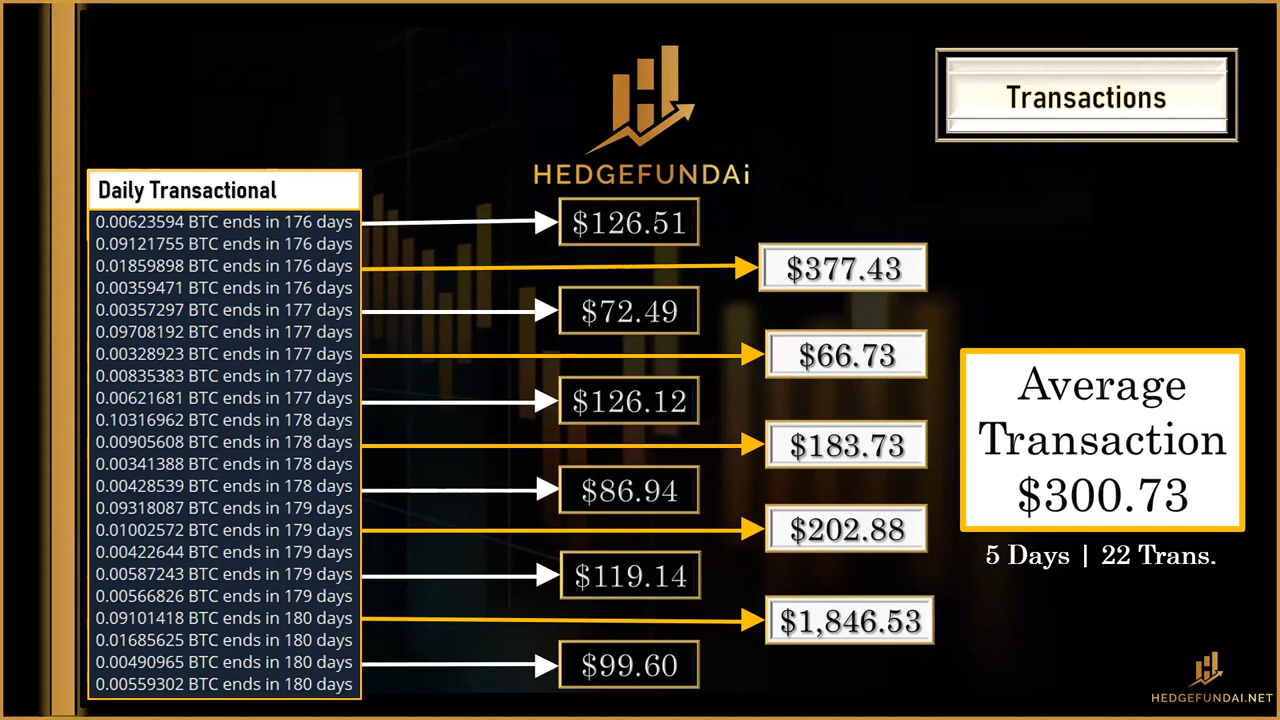 Transactions
HEDGEFUNDAi
Daily Transactional
0.00623594 BTC ends in 176 days
0.09121755 BTC ends in 176 days
0.01859898 BTC ends in 176 days
0.00359471 BTC ends in 176 days
0.00357297 BTC ends in 177 days
0.09708192 BTC ends in 177 days
0.00328923 BTC ends in 177 days
0.00835383 BTC ends in 177 days
0.00621681 BTC ends in 177 days
0.10316962 BTC ends in 178 days
0.00905608 BTC ends in 178 days
0.00341388 BTC ends in 178 days
0.00428539 BTC ends in 178 days
0.09318087 BTC ends in 179 days
0.01002572 BTC ends in 179 days
0.00422644 BTC ends in 179 days
0.00587243 BTC ends in 179 days
0.00566826 BTC ends in 179 days
0.09101418 BTC ends in 180 days
0.01685625 BTC ends in 180 days
0.00490965 BTC ends in 180 days
0.00559302 BTC ends in 180 days
$126.51
$377.43
$72.49
$66.73
$126.12
$183.73
$86.94
$202.88
$119.14
$1,846.53
$99.60
Average
Transaction
$300.73
5 Days | 22 Trans.
HEDGEFUNDAi.NET